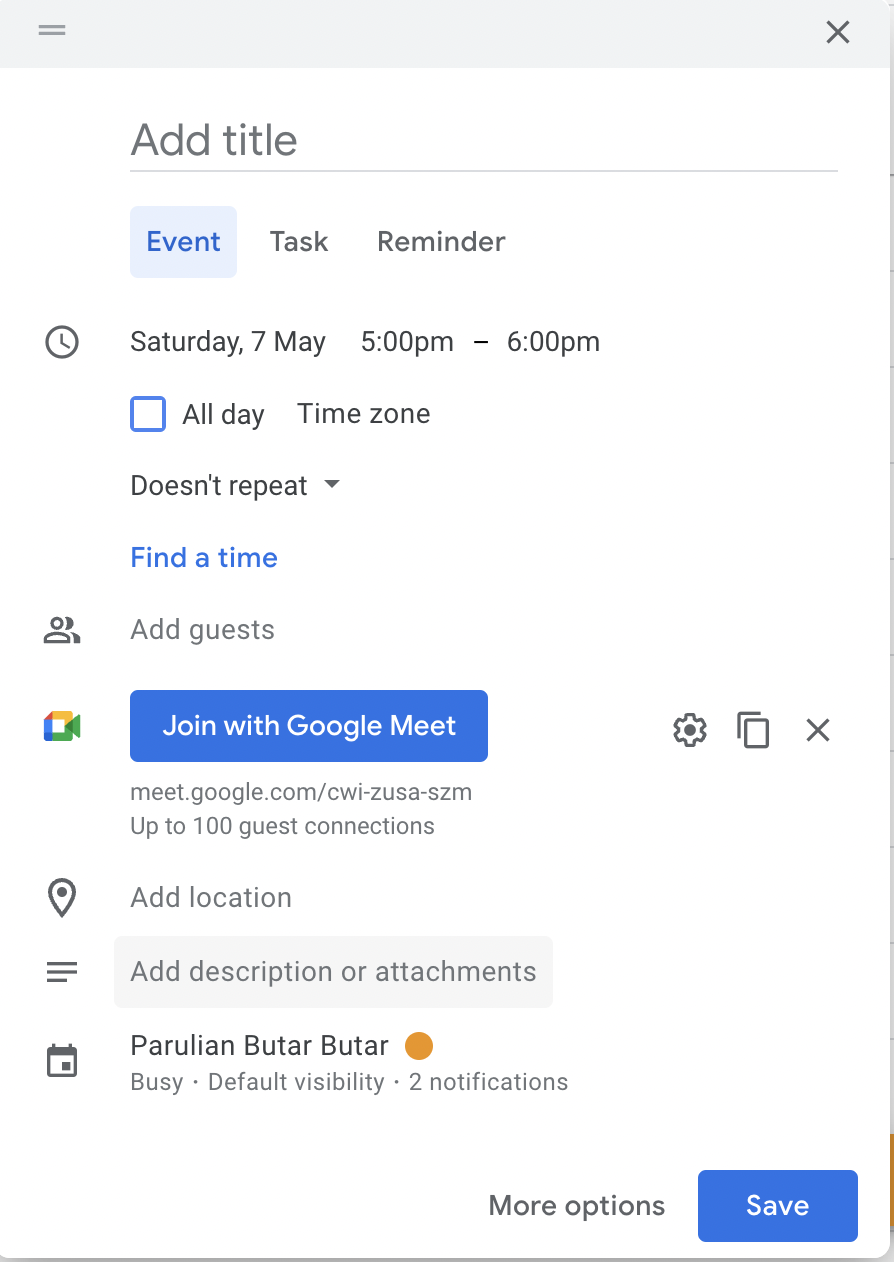 Add title
Event Task Reminder
Saturday, 7 May 5:00pm – 6:00pm
All day Time zone
Doesn't repeat
Find a time
Add guests
Join with Google Meet
meet.google.com/cwi-zusa-szm
Up to 100 guest connections
Add location
Add description or attachments
Parulian Butar Butar
Busy · Default visibility · 2 notifications
More options Save